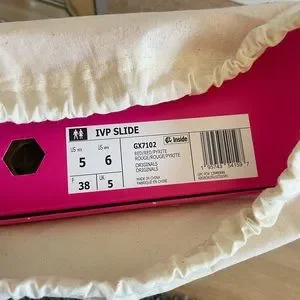 IVP SLIDE
US M US W
5 6
F UK
38 5
GX7102 Inside
RED/RED/PYRITE
ROUGE/ROUGE/PYRITE
ORIGINALS
ORIGINALS
MADE IN CHINA
FABRIQUÉ EN CHINE